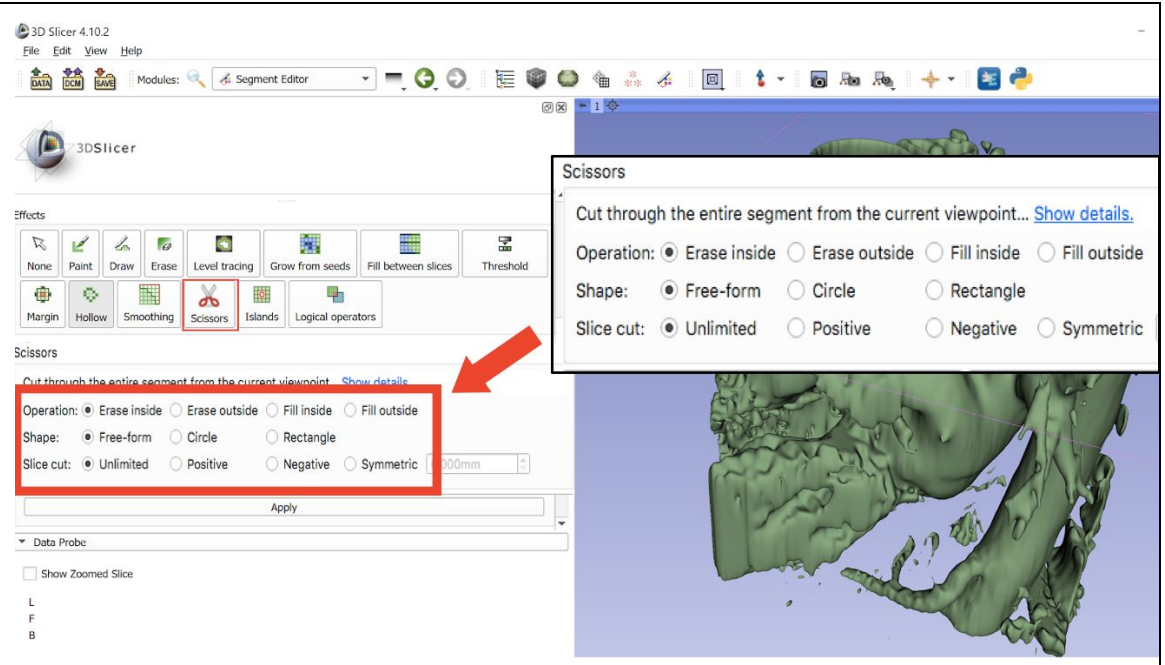 3D Slicer 4.10.2
File Edit View Help
DATA DCM SAVE Modules: Segment Editor
1
3DSlicer
Effects
None Paint Draw Erase Level tracing Grow from seeds Fill between slices Threshold
Margin Hollow Smoothing Scissors Islands Logical operators
Scissors
Cut through the entire segment from the current viewpoint... Show details.
Operation: Erase inside Erase outside Fill inside Fill outside
Shape: Free-form Circle Rectangle
Slice cut: Unlimited Positive Negative Symmetric
Apply
Data Probe
Show Zoomed Slice
L
F
B
Scissors
Cut through the entire segment from the current viewpoint... Show details.
Operation: Erase inside Erase outside Fill inside Fill outside
Shape: Free-form Circle Rectangle
Slice cut: Unlimited Positive Negative Symmetric